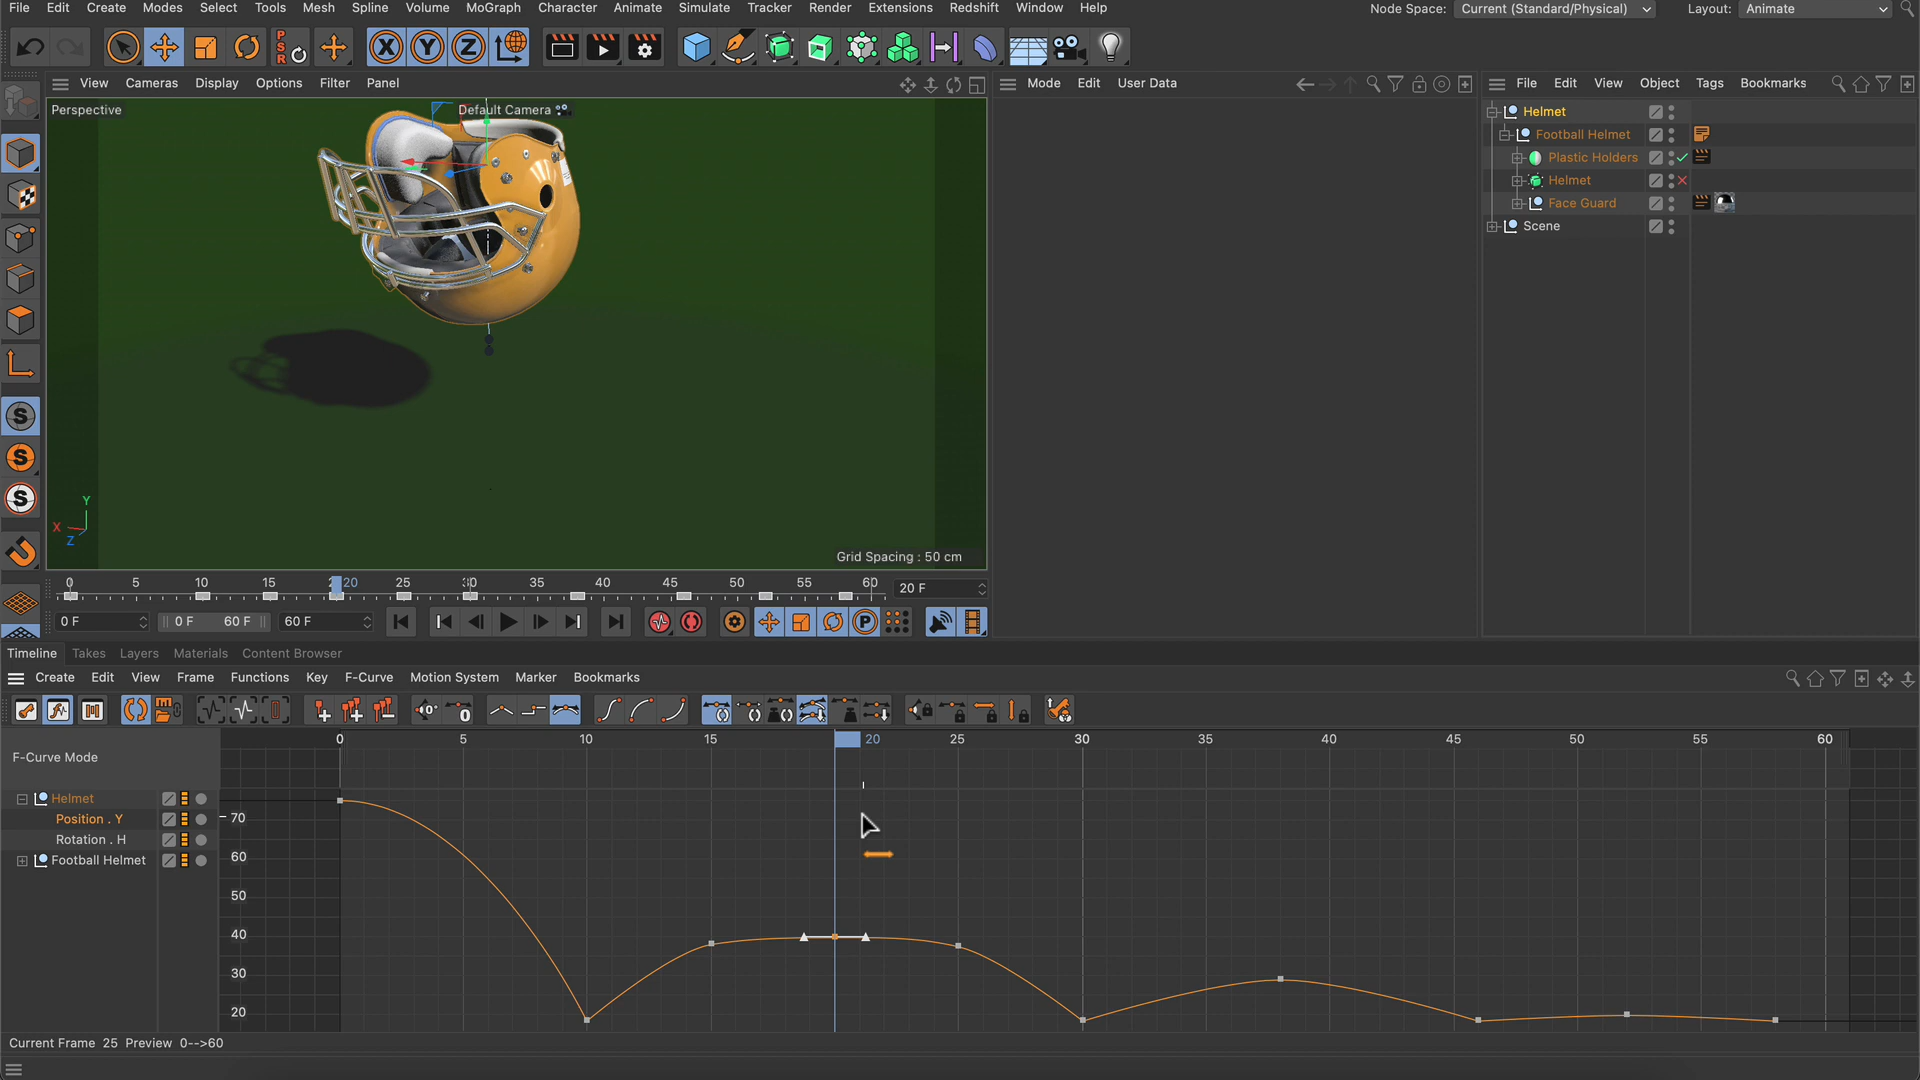 File Edit Create Modes Select Tools Mesh Spline Volume MoGraph Character Animate Simulate Tracker Render Extensions Redshift Window Help Node Space: Current (Standard/Physical) Layout: Animate
PSR X Y Z
View Cameras Display Options Filter Panel
Mode Edit User Data
File Edit View Object Tags Bookmarks
Perspective
Default Camera
Helmet
Football Helmet
Plastic Holders
Helmet
Face Guard
Scene
S
S
S
Y
X
Z
Grid Spacing : 50 cm
0 5 10 15 20 25 30 35 40 45 50 55 60 20 F
0 F 0 F 60 F 60 F P
Timeline Takes Layers Materials Content Browser
Create Edit View Frame Functions Key F-Curve Motion System Marker Bookmarks
0 5 10 15 20 25 30 35 40 45 50 55 60
F-Curve Mode
Helmet
Position . Y
Rotation . H
Football Helmet
70
60
50
40
30
20
Current Frame 25 Preview 0-->60